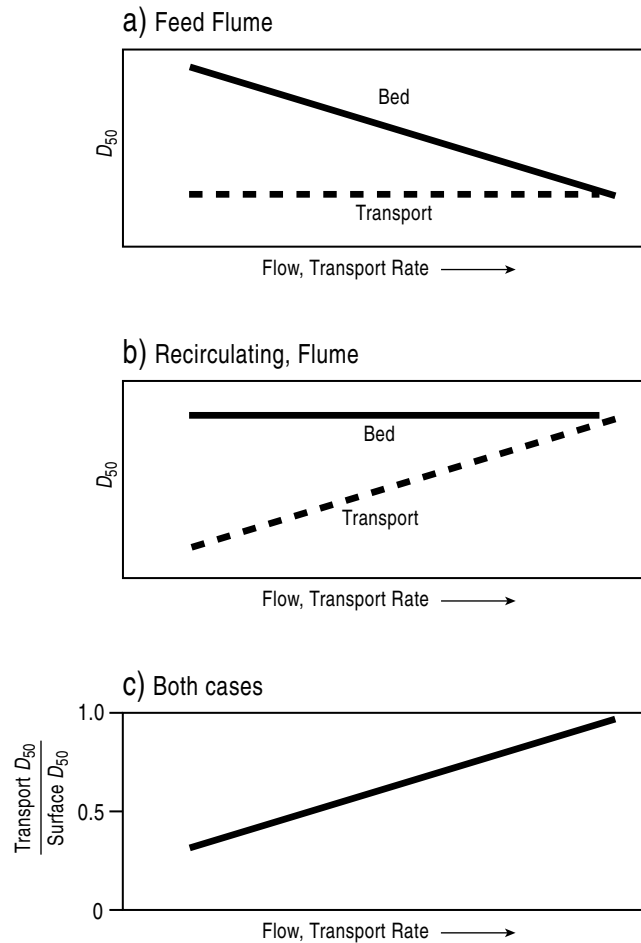 a) Feed Flume
Bed
D50
Transport
Flow, Transport Rate
b) Recirculating, Flume
Bed
D50
Transport
Flow, Transport Rate
c) Both cases
1.0
Transport D50
Surface D50
0.5
0
Flow, Transport Rate